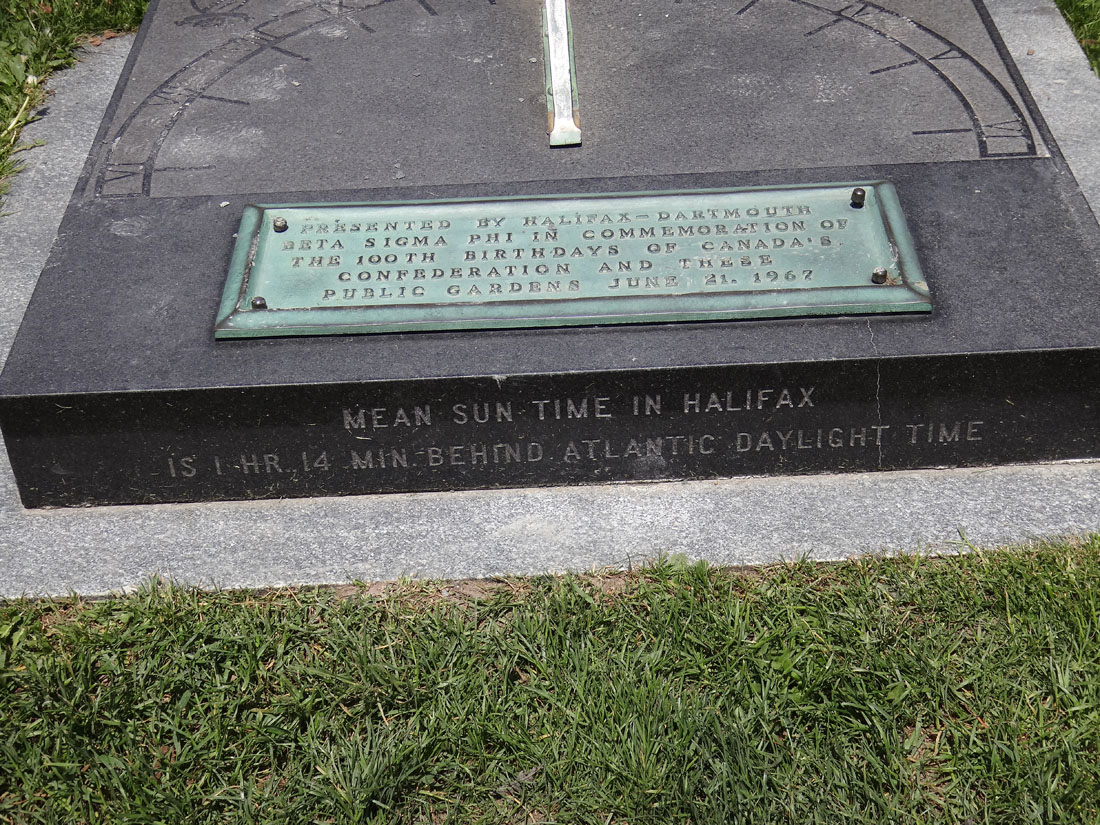 PRESENTED BY HALIFAX-DARTMOUTH
BETA SIGMA PHI IN COMMEMORATION OF
THE 100TH BIRTHDAYS OF CANADA'S
CONFEDERATION AND THESE
PUBLIC GARDENS JUNE 21. 1967
MEAN SUN TIME IN HALIFAX
IS 1 HR. 14 MIN. BEHIND ATLANTIC DAYLIGHT TIME